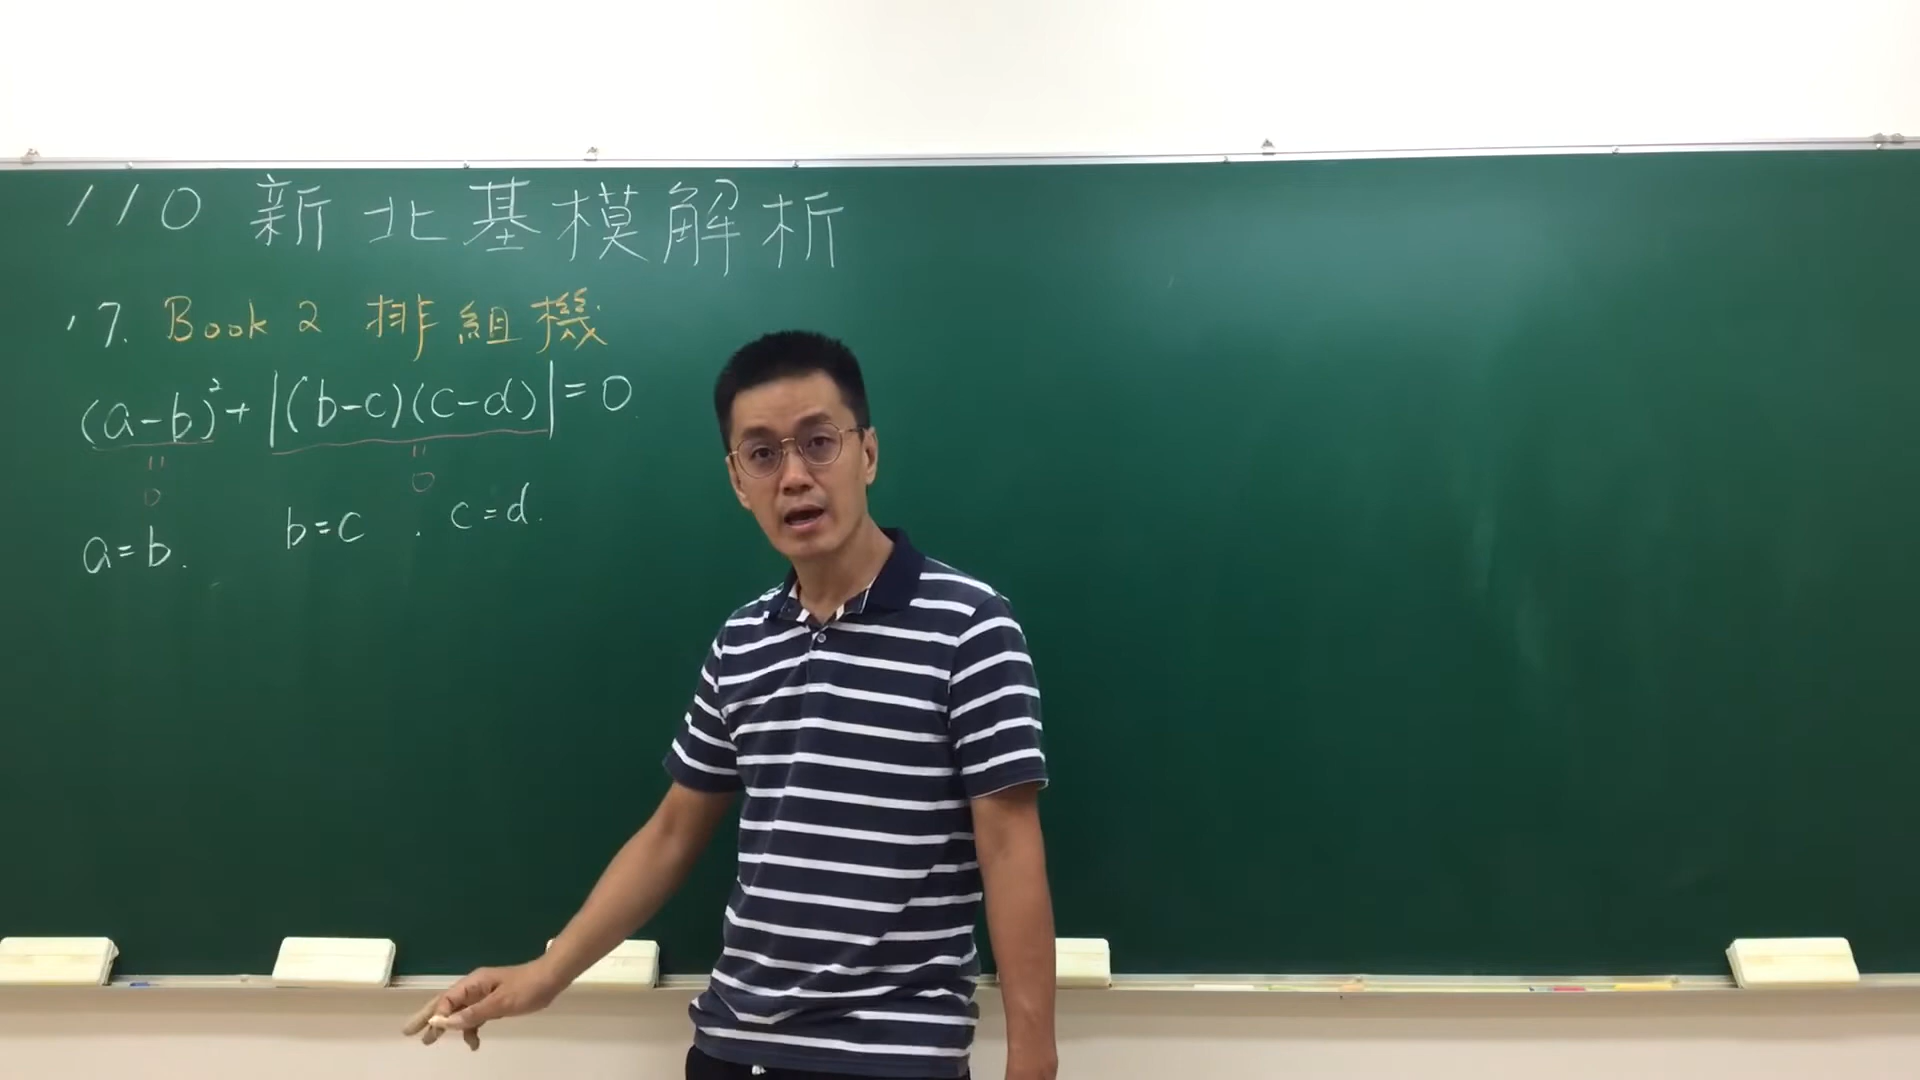 110 新北基模解析
17. Book 2 排組機
(a-b)²+|(b-c)(c-d)|=0
= =
0 0
a=b. b=c . c=d.